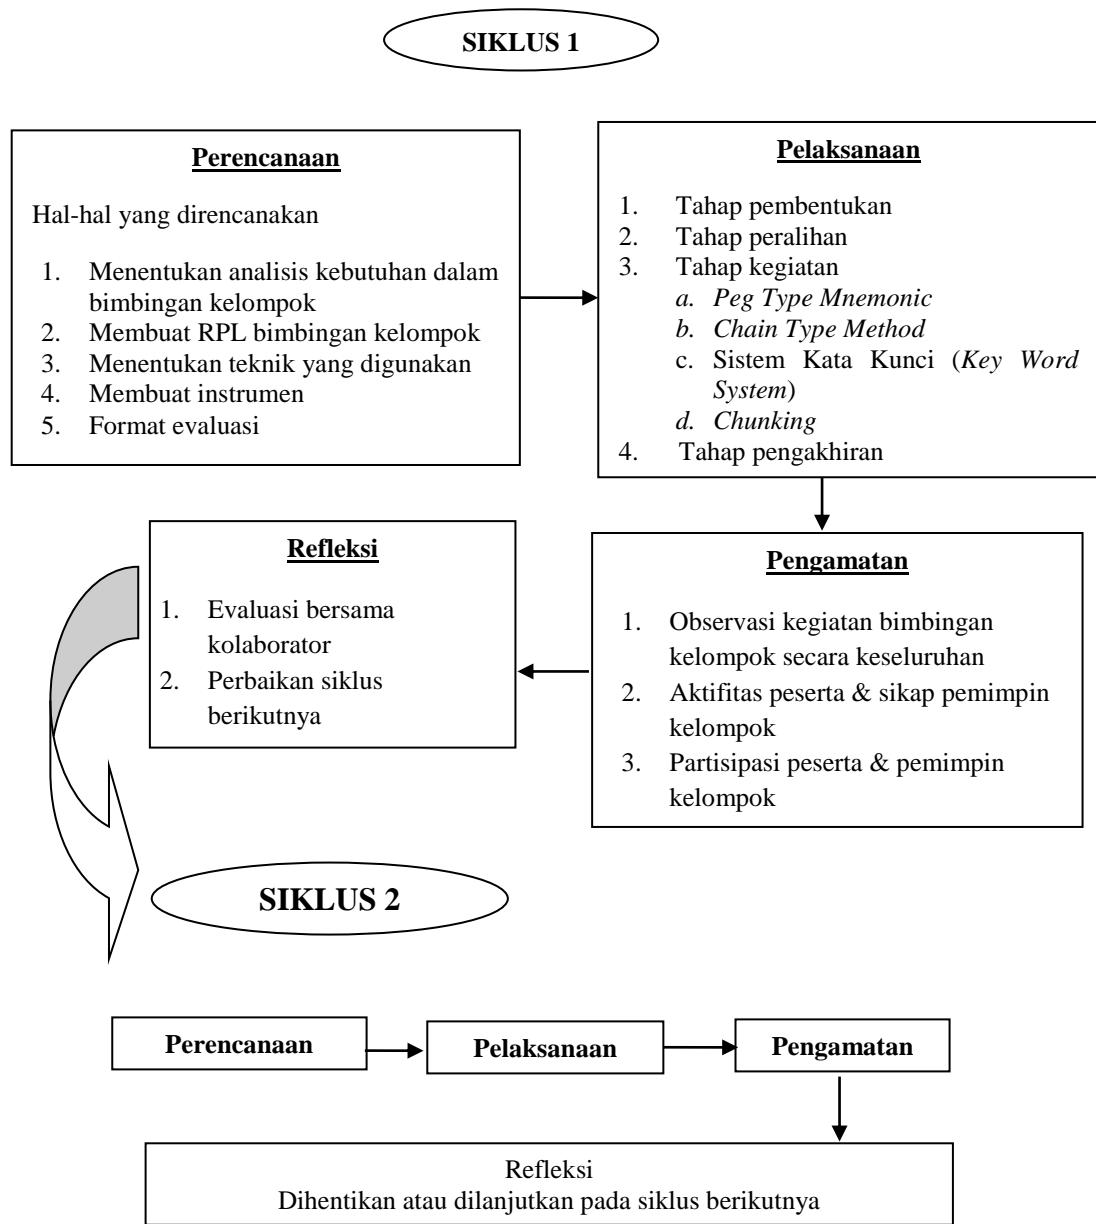 SIKLUS 1
Perencanaan
Hal-hal yang direncanakan
1. Menentukan analisis kebutuhan dalam
bimbingan kelompok
2. Membuat RPL bimbingan kelompok
3. Menentukan teknik yang digunakan
4. Membuat instrumen
5. Format evaluasi
Pelaksanaan
1. Tahap pembentukan
2. Tahap peralihan
3. Tahap kegiatan
a. Peg Type Mnemonic
b. Chain Type Method
c. Sistem Kata Kunci (Key Word
System)
d. Chunking
4. Tahap pengakhiran
Pengamatan
1. Observasi kegiatan bimbingan
kelompok secara keseluruhan
2. Aktifitas peserta & sikap pemimpin
kelompok
3. Partisipasi peserta & pemimpin
kelompok
Refleksi
1. Evaluasi bersama
kolaborator
2. Perbaikan siklus
berikutnya
SIKLUS 2
Perencanaan
Pelaksanaan
Pengamatan
Refleksi
Dihentikan atau dilanjutkan pada siklus berikutnya